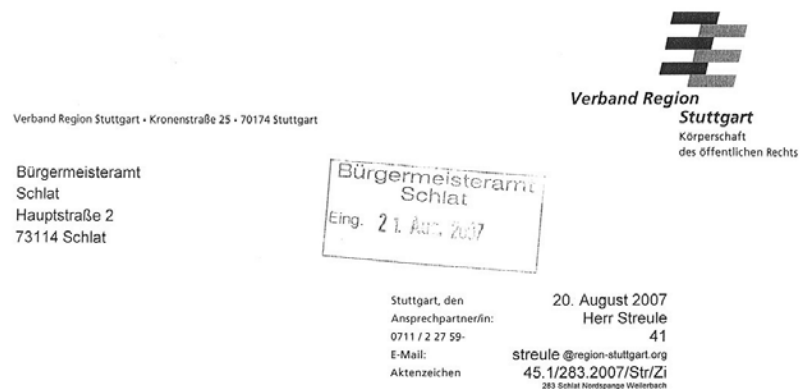 Verband Region
Stuttgart
Körperschaft
des öffentlichen Rechts
Verband Region Stuttgart • Kronenstraße 25 • 70174 Stuttgart
Bürgermeisteramt
Schlat
Hauptstraße 2
73114 Schlat
Bürgermeisteramt
Schlat
Eing. 21. Aug. 2007
Stuttgart, den 20. August 2007
Ansprechpartner/in: Herr Streule
0711 / 2 27 59- 41
E-Mail: streule @region-stuttgart.org
Aktenzeichen 45.1/283.2007/Str/Zi
283 Schlat Nordspange Weilerbach